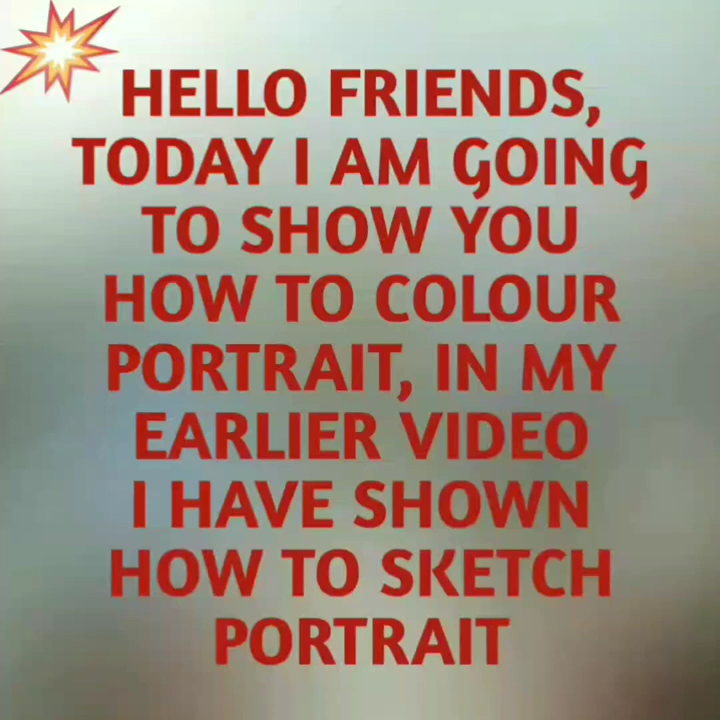 HELLO FRIENDS,
TODAY I AM GOING
TO SHOW YOU
HOW TO COLOUR
PORTRAIT, IN MY
EARLIER VIDEO
I HAVE SHOWN
HOW TO SKETCH
PORTRAIT